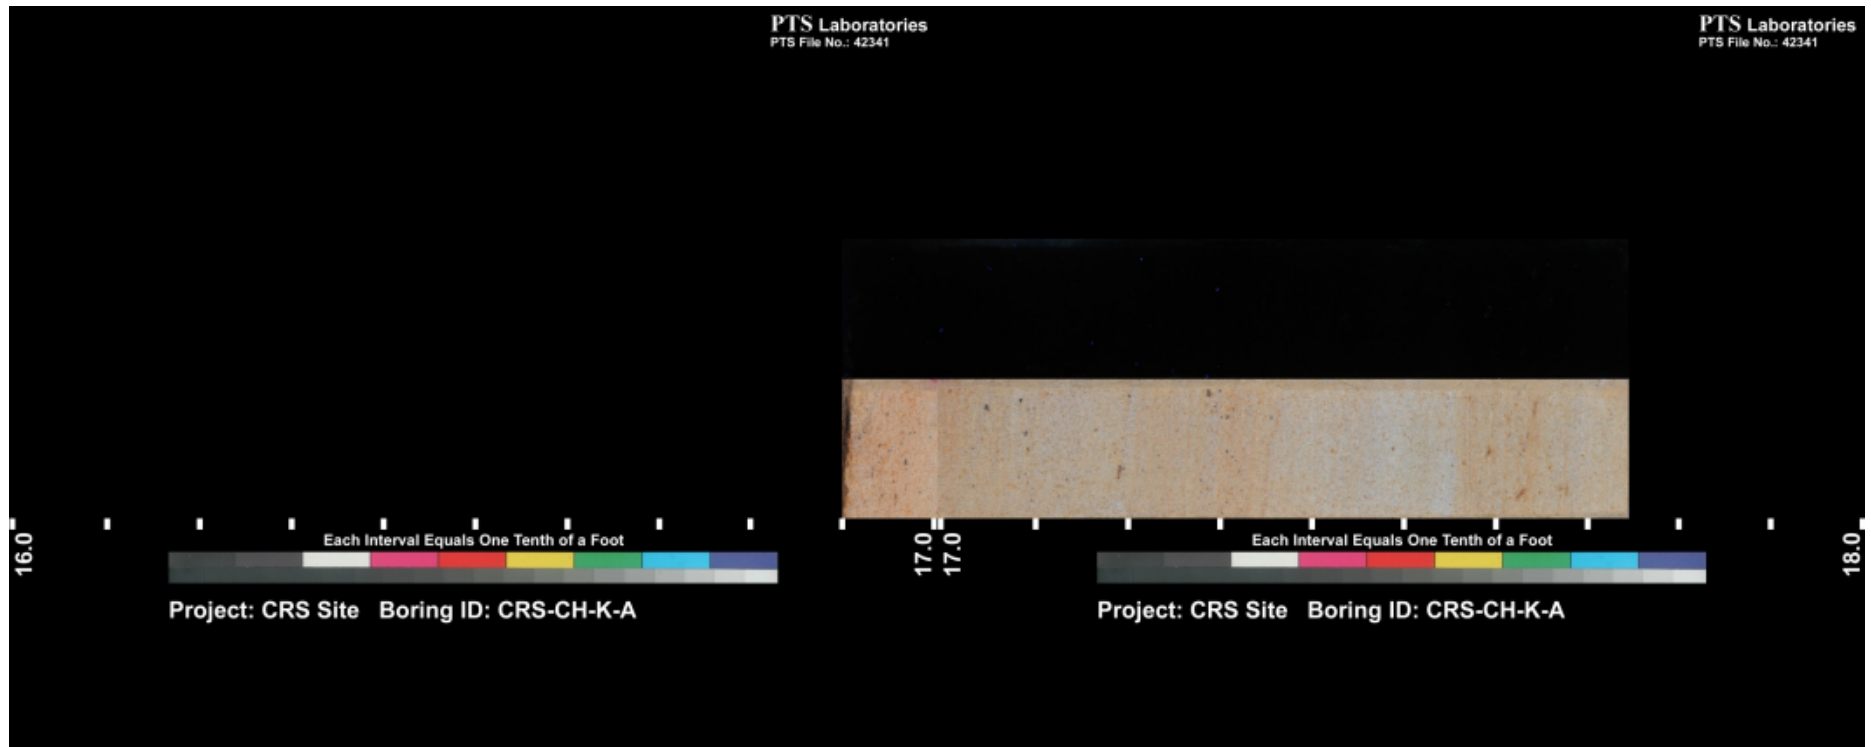 PTS Laboratories
PTS File No.: 42341
PTS Laboratories
PTS File No.: 42341
16.0
Each Interval Equals One Tenth of a Foot
17.0
Project: CRS Site Boring ID: CRS-CH-K-A
17.0
Each Interval Equals One Tenth of a Foot
18.0
Project: CRS Site Boring ID: CRS-CH-K-A